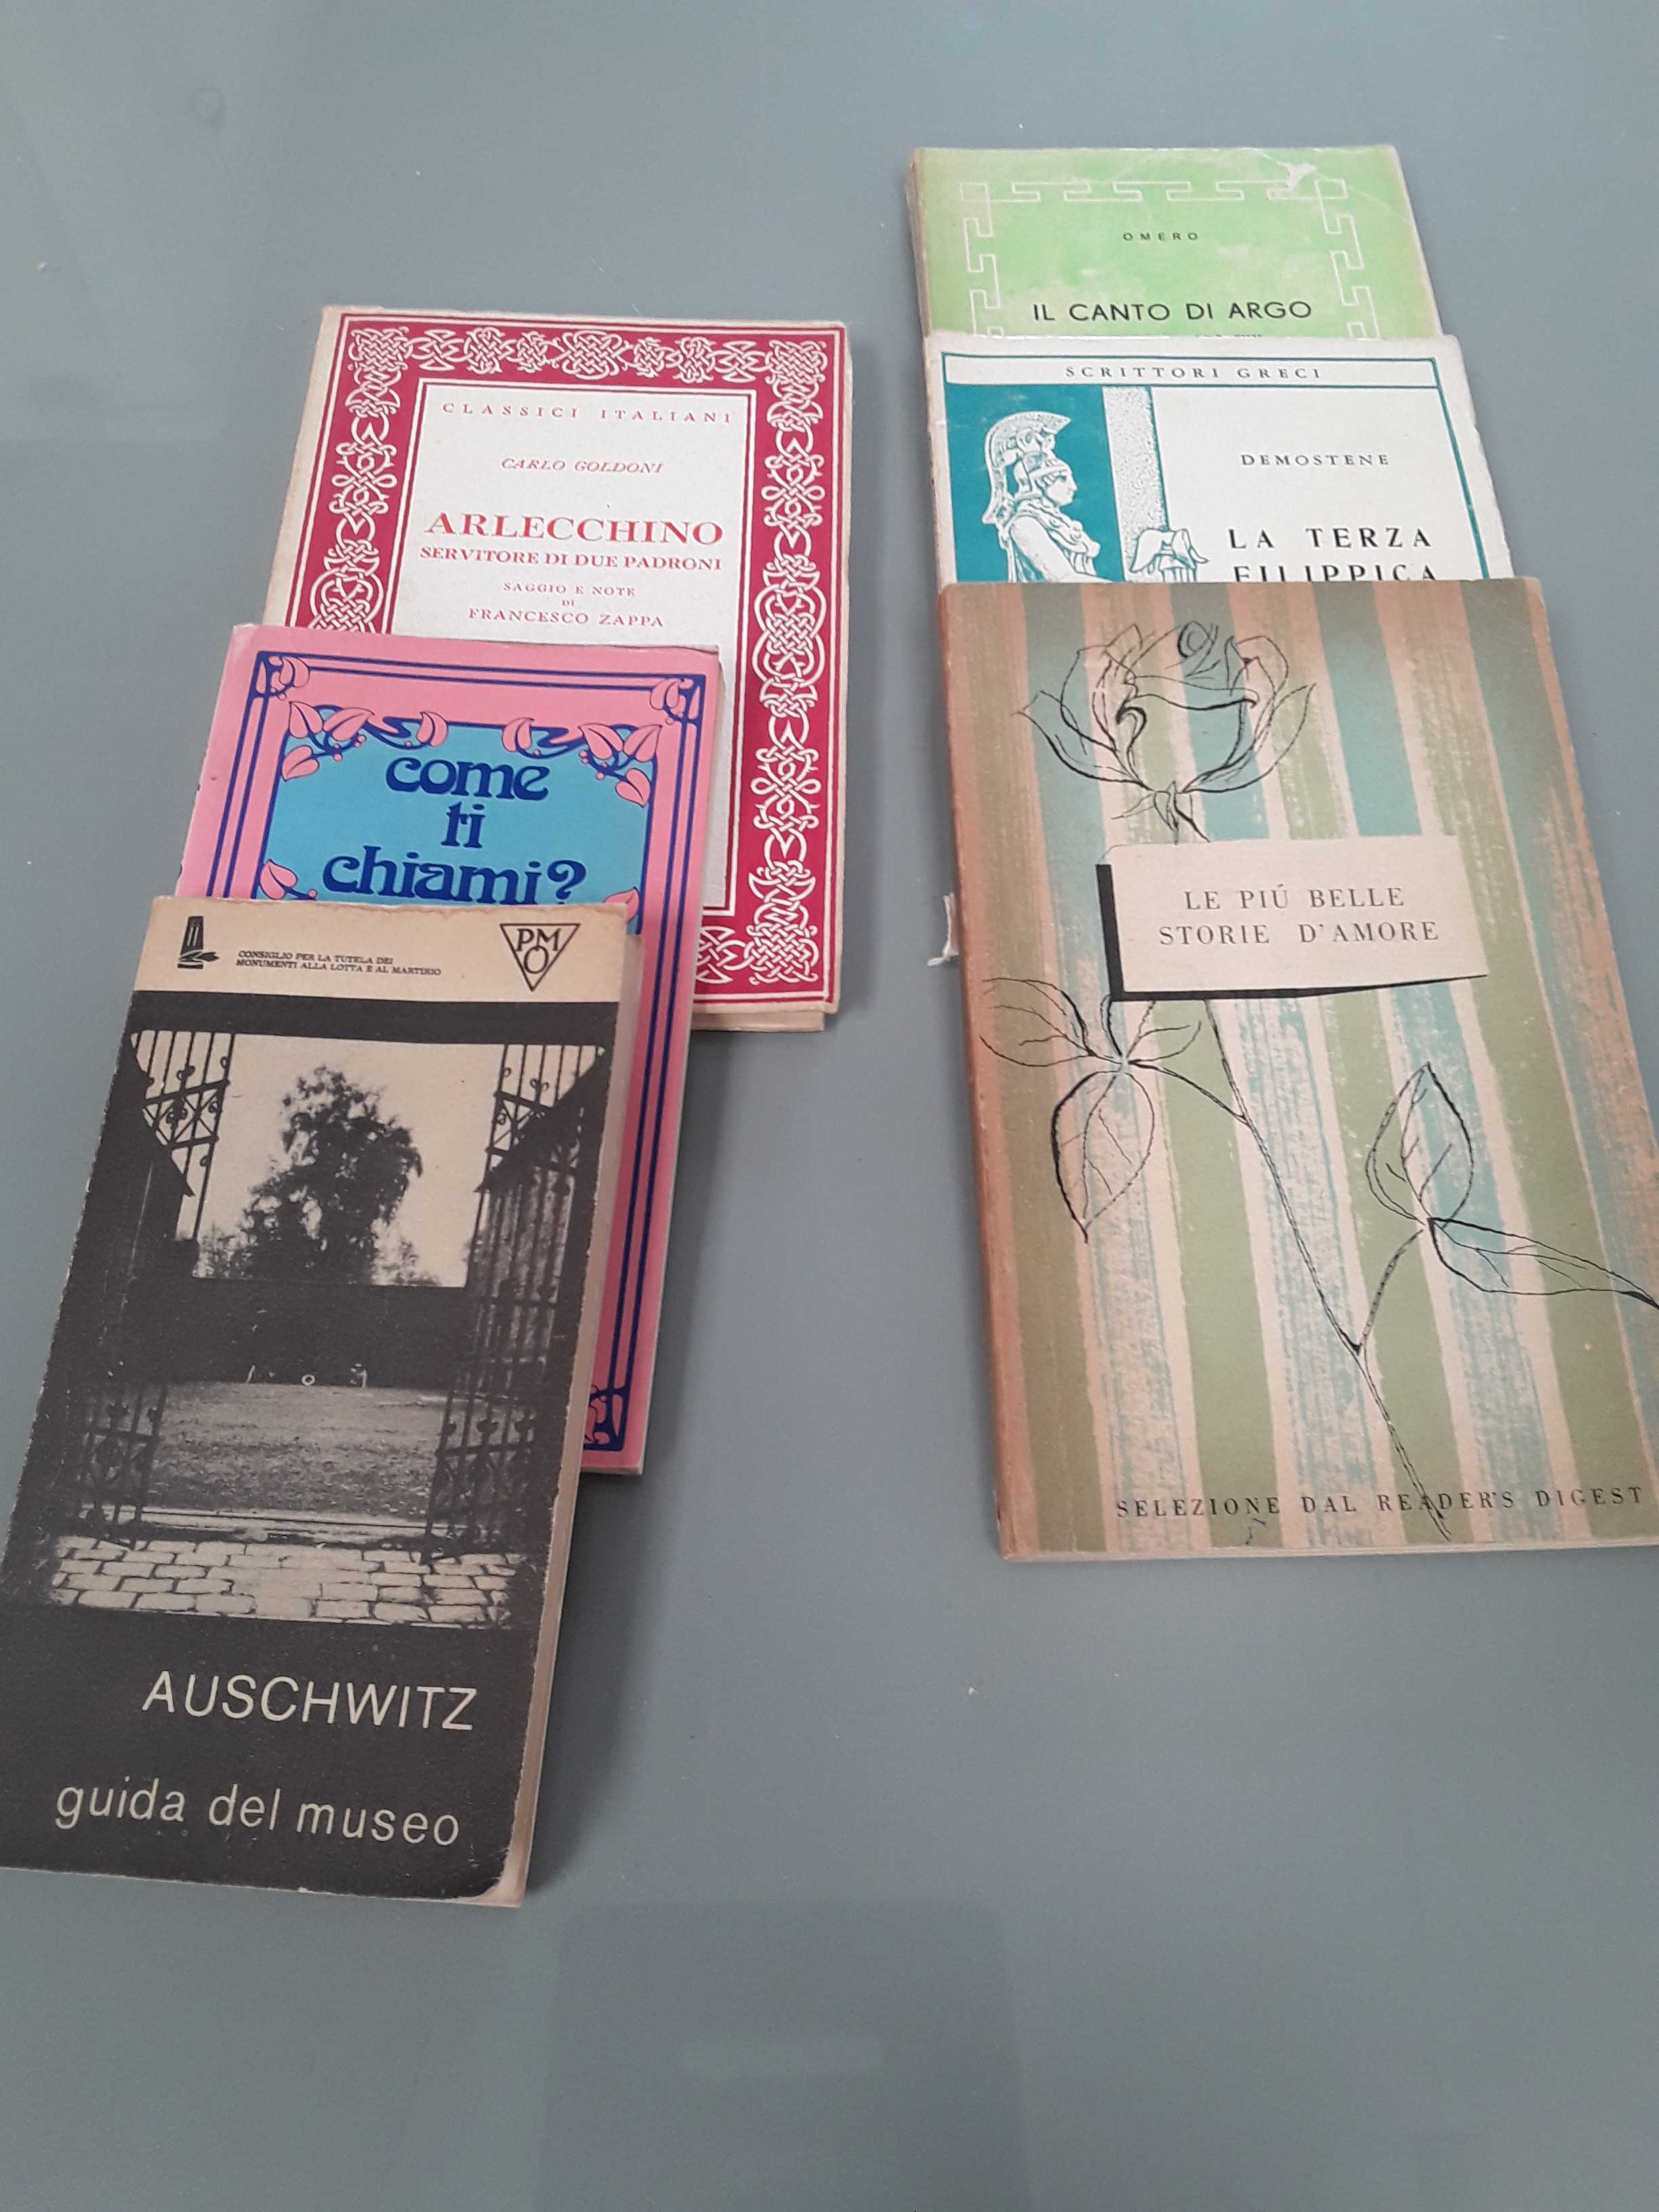 CLASSICI ITALIANI
CARLO GOLDONI
ARLECCHINO
SERVITORE DI DUE PADRONI
SAGGIO E NOTE
DI
FRANCESCO ZAPPA
come
ti
chiami?
CONSIGLIO PER LA TUTELA DEI
MONUMENTI ALLA LOTTA E AL MARTIRIO
PMO
AUSCHWITZ
guida del museo
OMERO
IL CANTO DI ARGO
SCRITTORI GRECI
DEMOSTENE
LA TERZA
FILIPPICA
LE PIÚ BELLE
STORIE D'AMORE
SELEZIONE DAL READER'S DIGEST